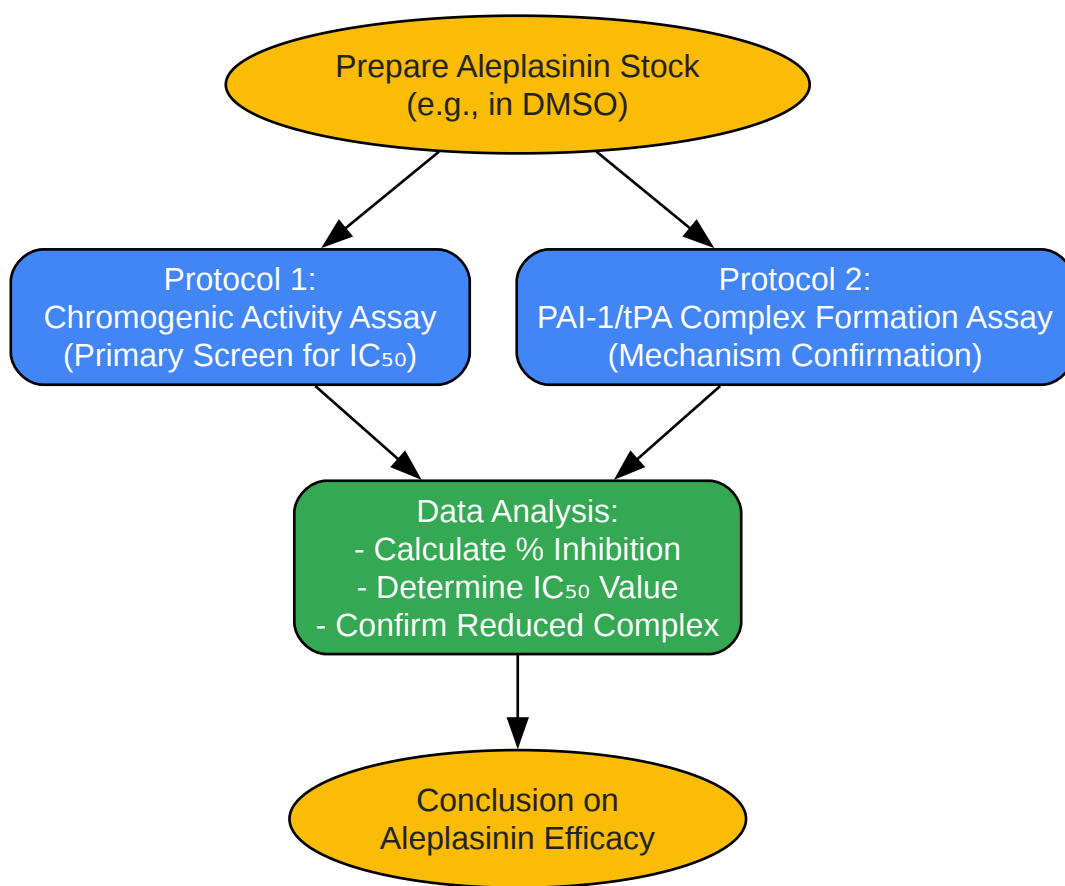 Prepare Aleplasinin Stock
(e.g., in DMSO)
Protocol 1:
Chromogenic Activity Assay
(Primary Screen for IC₅₀)
Protocol 2:
PAI-1/tPA Complex Formation Assay
(Mechanism Confirmation)
Data Analysis:
- Calculate % Inhibition
- Determine IC₅₀ Value
- Confirm Reduced Complex
Conclusion on
Aleplasinin Efficacy